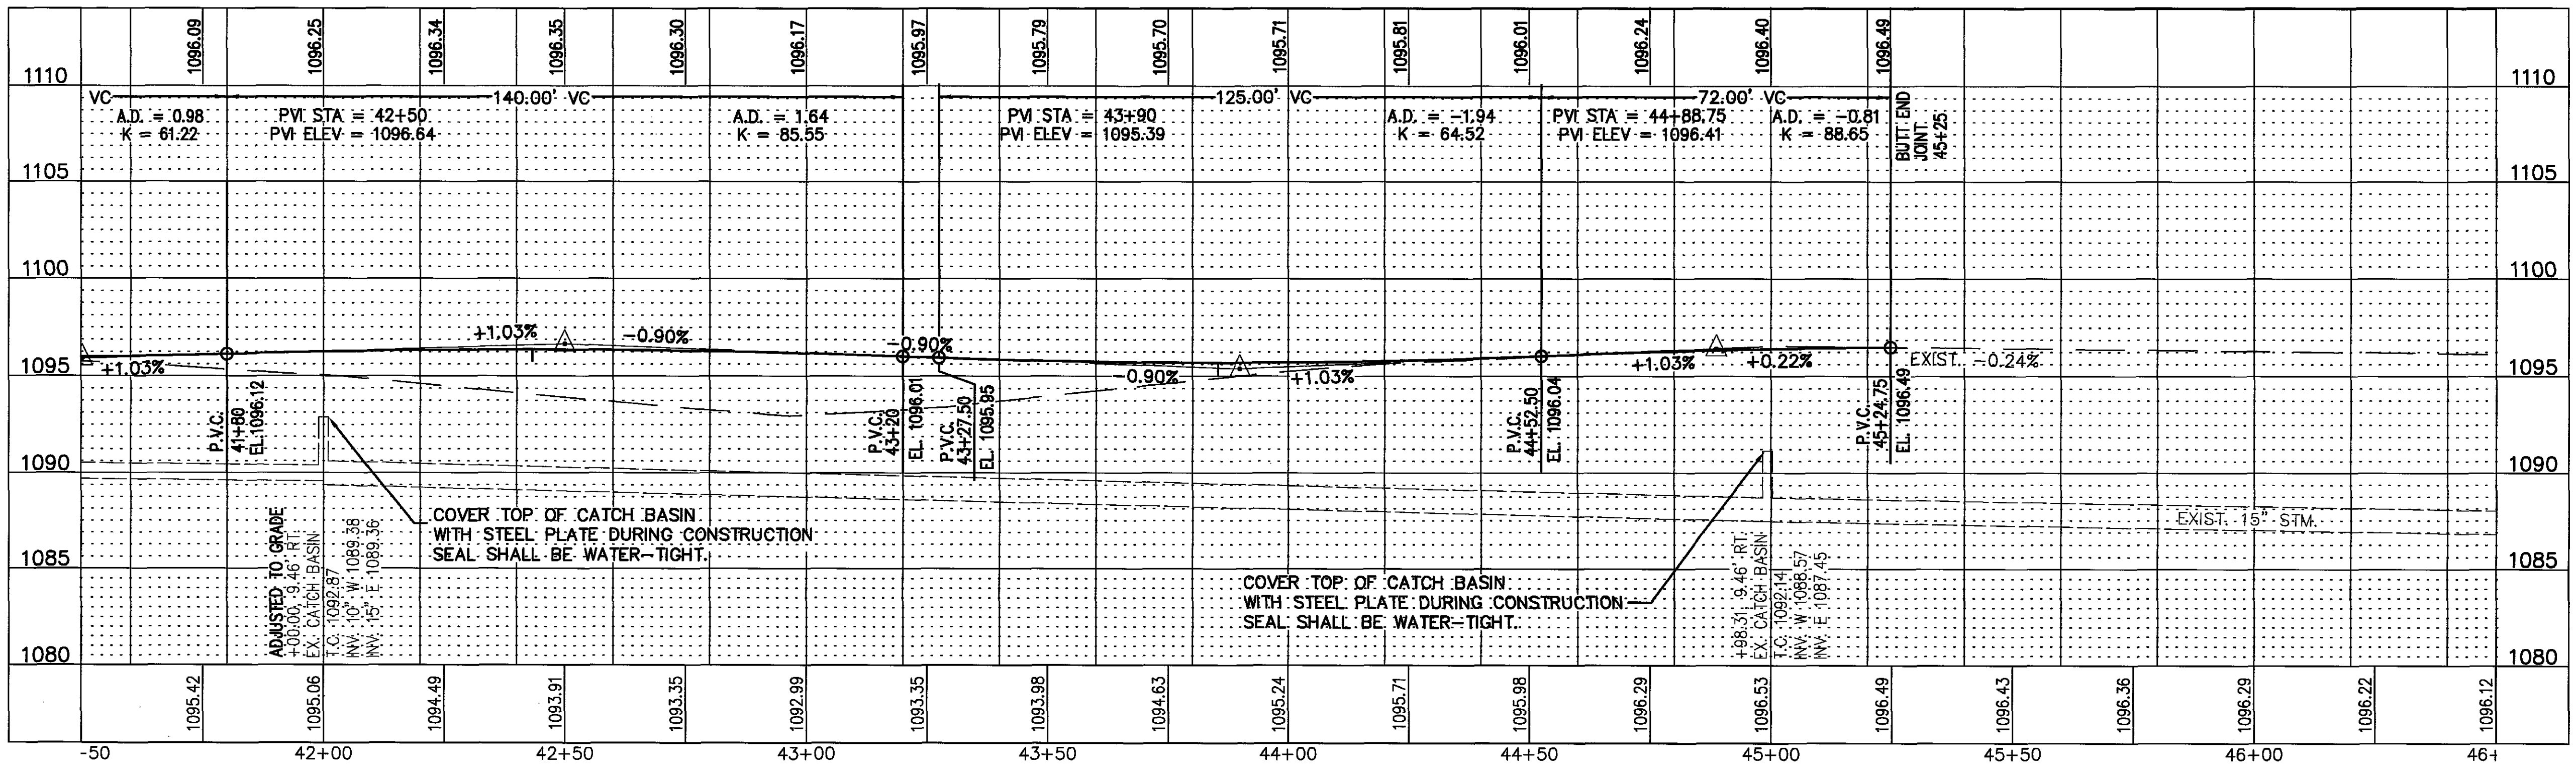 1096.09
1096.25
1096.34
1096.35
1096.30
1096.17
1095.97
1095.79
1095.70
1095.71
1095.81
1096.01
1096.24
1096.40
1096.49
1110
1110
VC
140.00' VC
125.00' VC
72.00' VC
A.D. = 0.98
K = 61.22
PVI STA = 42+50
PVI ELEV = 1096.64
A.D. = 1.64
K = 85.55
PVI STA = 43+90
PVI ELEV = 1095.39
A.D. = -1.94
K = 64.52
PVI STA = 44+88.75
PVI ELEV = 1096.41
A.D. = -0.81
K = 88.65
BUTT END
JOINT
45+25
1105
1105
1100
1100
+1.03%
-0.90%
-0.90%
1095
+1.03%
-0.90%
+1.03%
+1.03%
+0.22%
EXIST. -0.24%
1095
P.V.C.
41+80
EL.1096.12
P.V.C.
43+20
EL. 1096.01
P.V.C.
43+27.50
EL. 1095.95
P.V.C.
44+52.50
EL. 1096.04
P.V.C.
45+24.75
EL. 1096.49
1090
1090
COVER TOP OF CATCH BASIN
WITH STEEL PLATE DURING CONSTRUCTION
SEAL SHALL BE WATER-TIGHT.
EXIST. 15" STM.
1085
1085
ADJUSTED TO GRADE
+00.00, 9.46' RT.
EX. CATCH BASIN
T.C. 1092.87
INV. 10" W 1089.38
INV. 15" E 1089.36
COVER TOP OF CATCH BASIN
WITH STEEL PLATE DURING CONSTRUCTION
SEAL SHALL BE WATER-TIGHT.
+98.31, 9.46' RT.
EX. CATCH BASIN
T.C. 1092.14
INV. W 1088.57
INV. E 1087.45
1080
1080
1095.42
1095.06
1094.49
1093.91
1093.35
1092.99
1093.35
1093.98
1094.63
1095.24
1095.71
1095.98
1096.29
1096.53
1096.49
1096.43
1096.36
1096.29
1096.22
1096.12
-50
42+00
42+50
43+00
43+50
44+00
44+50
45+00
45+50
46+00
46+